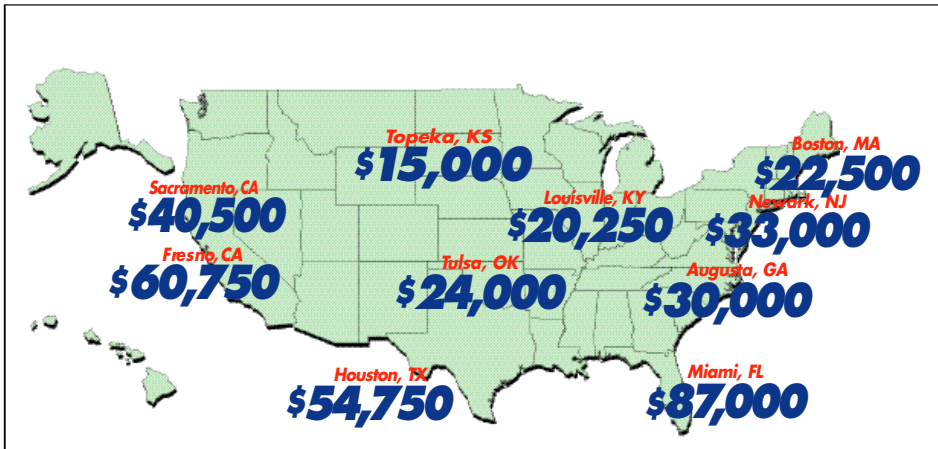 Topeka, KS
$15,000
Boston, MA
$22,500
Sacramento, CA
$40,500
Louisville, KY
$20,250
Newark, NJ
$33,000
Fresno, CA
$60,750
Tulsa, OK
$24,000
Augusta, GA
$30,000
Houston, TX
$54,750
Miami, FL
$87,000